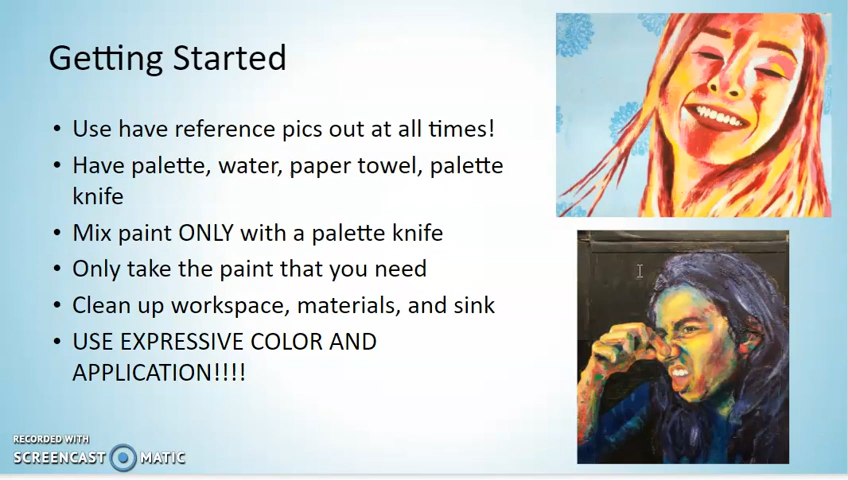 Getting Started
• Use have reference pics out at all times!
• Have palette, water, paper towel, palette
knife
• Mix paint ONLY with a palette knife
• Only take the paint that you need
• Clean up workspace, materials, and sink
• USE EXPRESSIVE COLOR AND
APPLICATION!!!!
RECORDED WITH
SCREENCAST MATIC